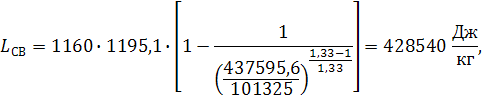 L_СВ = 1160 · 1195,1 · [1 − 1 / (437595,6 / 101325)^((1,33−1) / 1,33)] = 428540 Дж/кг,